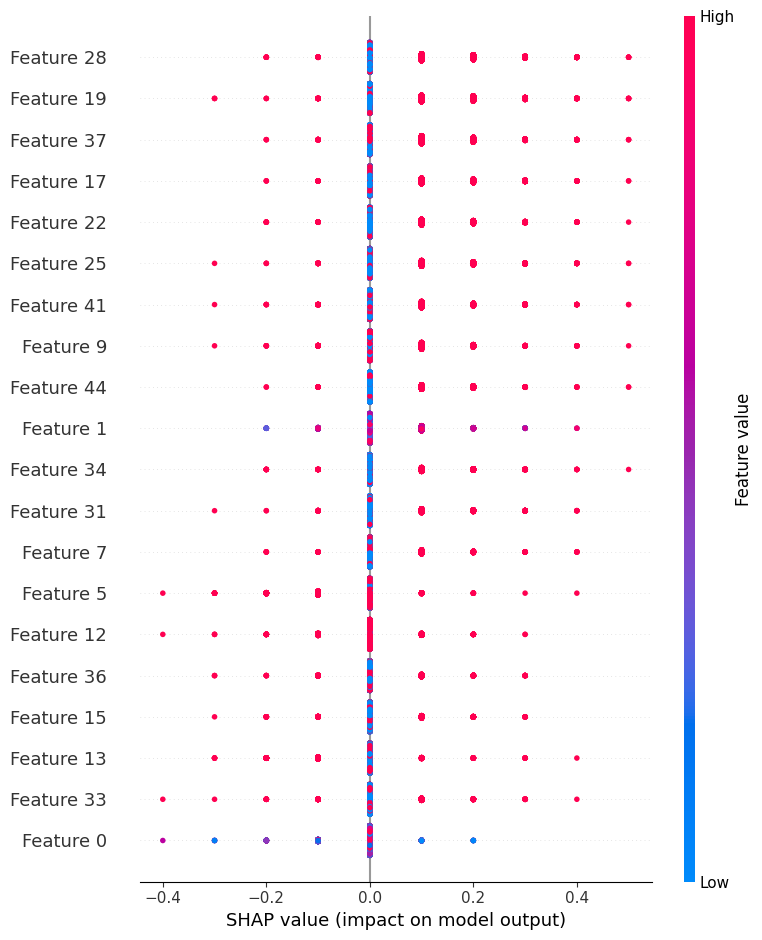 High
Feature 28
Feature 19
Feature 37
Feature 17
Feature 22
Feature 25
Feature 41
Feature 9
Feature 44
Feature 1
Feature 34
Feature 31
Feature 7
Feature 5
Feature 12
Feature 36
Feature 15
Feature 13
Feature 33
Feature 0
Feature value
Low
−0.4 −0.2 0.0 0.2 0.4
SHAP value (impact on model output)